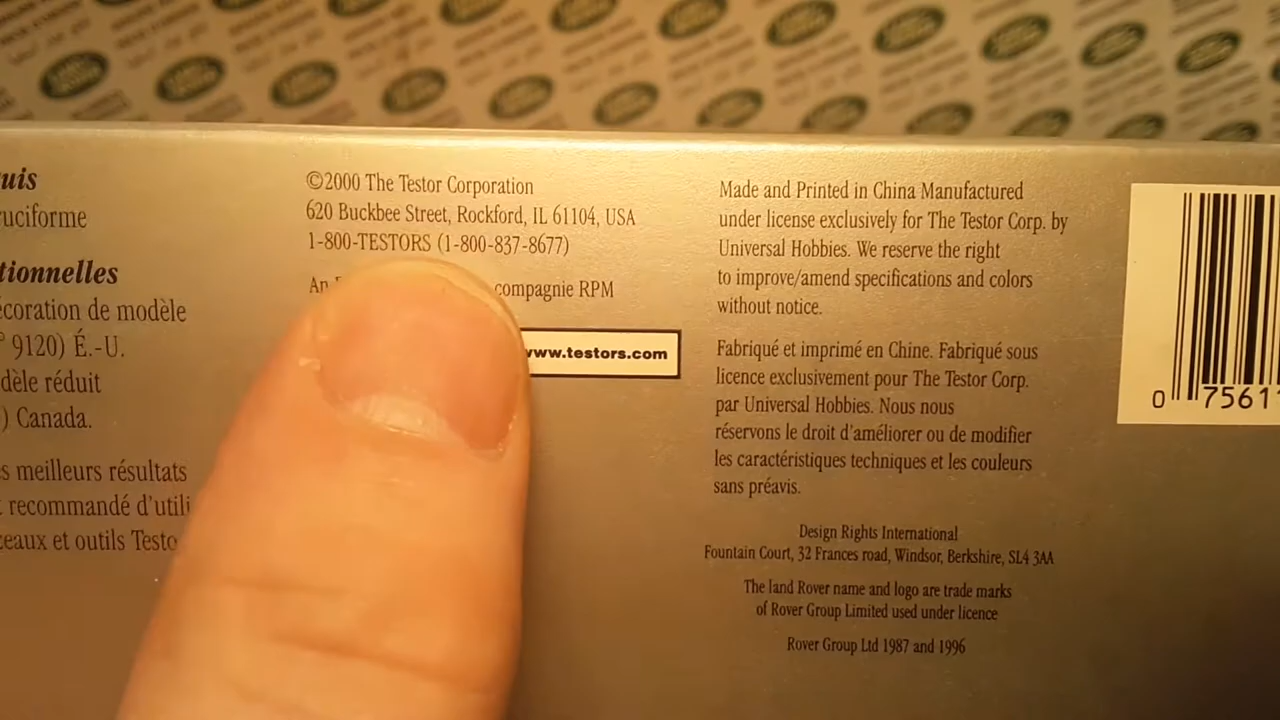 uis
ruciforme
tionnelles
écoration de modèle
° 9120) É.-U.
dèle réduit
) Canada.
es meilleurs résultats
recommandé d'utili
ceaux et outils Testo
©2000 The Testor Corporation
620 Buckbee Street, Rockford, IL 61104, USA
1-800-TESTORS (1-800-837-8677)
An compagnie RPM
www.testors.com
Made and Printed in China Manufactured
under license exclusively for The Testor Corp. by
Universal Hobbies. We reserve the right
to improve/amend specifications and colors
without notice.
Fabriqué et imprimé en Chine. Fabriqué sous
licence exclusivement pour The Testor Corp.
par Universal Hobbies. Nous nous
réservons le droit d'améliorer ou de modifier
les caractéristiques techniques et les couleurs
sans préavis.
Design Rights International
Fountain Court, 32 Frances road, Windsor, Berkshire, SL4 3AA
The land Rover name and logo are trade marks
of Rover Group Limited used under licence
Rover Group Ltd 1987 and 1996
0 7561